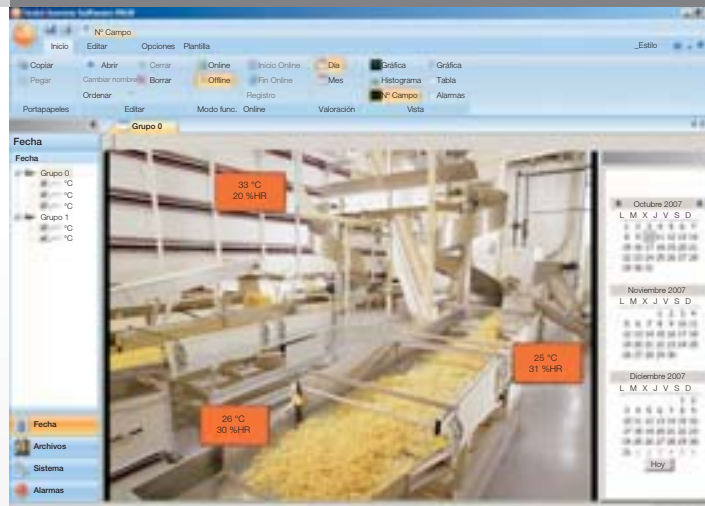 Nº Campo
Inicio Editar Opciones Plantilla _Estilo
Copiar Abrir Cerrar Online Inicio Online Día Gráfica Gráfica
Pegar Cambiar nombre Borrar Offline Fin Online Mes Histograma Tabla
Ordenar Registro Nº Campo Alarmas
Portapapeles Editar Modo func. Online Valoración Vista
Grupo 0
Fecha
Fecha
Grupo 0
°C
°C
°C
Grupo 1
°C
33 °C
20 %HR
25 °C
31 %HR
26 °C
30 %HR
Octubre 2007
L M X J V S D
Noviembre 2007
L M X J V S D
Diciembre 2007
L M X J V S D
Hoy
Fecha
Archivos
Sistema
Alarmas